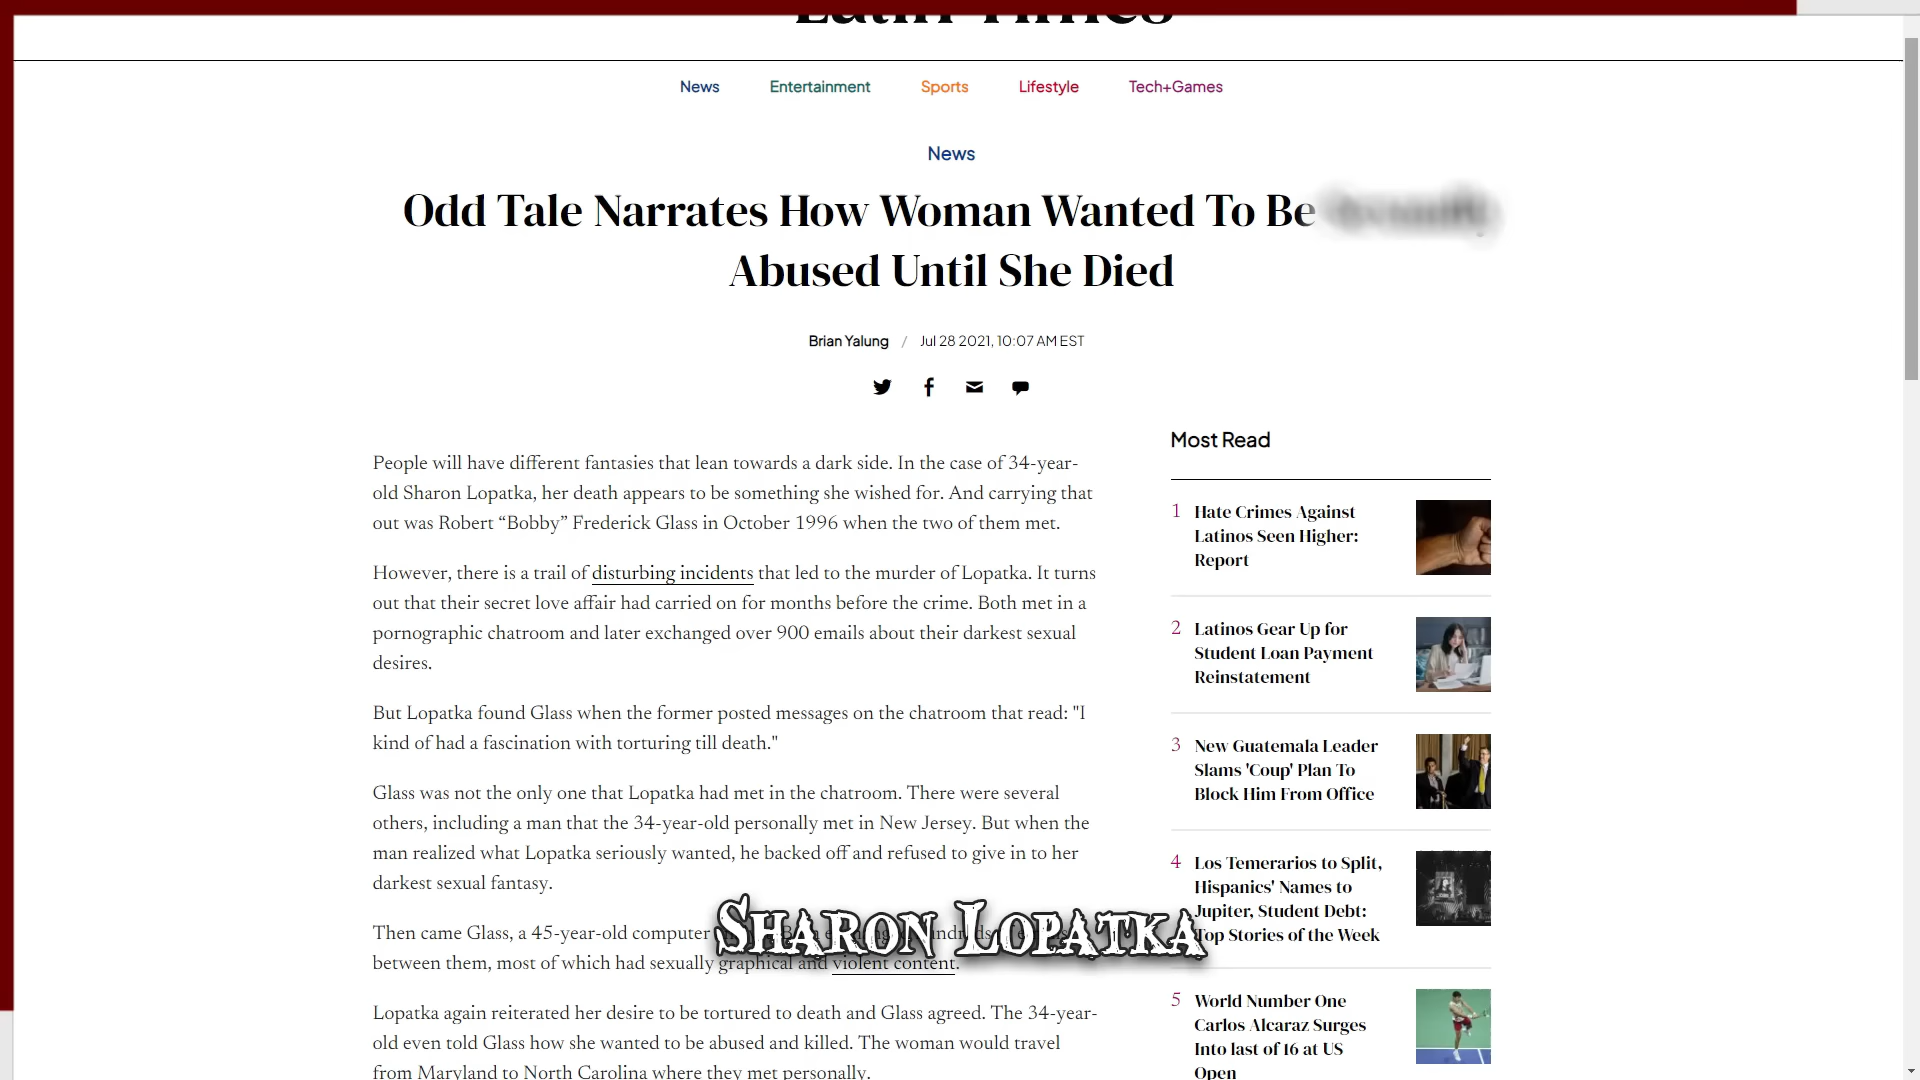 Latin Times
News Entertainment Sports Lifestyle Tech+Games
News
Odd Tale Narrates How Woman Wanted To Be
Abused Until She Died
Brian Yalung / Jul 28 2021, 10:07 AM EST
People will have different fantasies that lean towards a dark side. In the case of 34-year-
old Sharon Lopatka, her death appears to be something she wished for. And carrying that
out was Robert “Bobby” Frederick Glass in October 1996 when the two of them met.
However, there is a trail of disturbing incidents that led to the murder of Lopatka. It turns
out that their secret love affair had carried on for months before the crime. Both met in a
pornographic chatroom and later exchanged over 900 emails about their darkest sexual
desires.
But Lopatka found Glass when the former posted messages on the chatroom that read: "I
kind of had a fascination with torturing till death."
Glass was not the only one that Lopatka had met in the chatroom. There were several
others, including a man that the 34-year-old personally met in New Jersey. But when the
man realized what Lopatka seriously wanted, he backed off and refused to give in to her
darkest sexual fantasy.
Then came Glass, a 45-year-old computer
between them, most of which had sexually graphical and violent content.
Lopatka again reiterated her desire to be tortured to death and Glass agreed. The 34-year-
old even told Glass how she wanted to be abused and killed. The woman would travel
from Maryland to North Carolina where they met personally.
Sharon Lopatka
Most Read
1 Hate Crimes Against
Latinos Seen Higher:
Report
2 Latinos Gear Up for
Student Loan Payment
Reinstatement
3 New Guatemala Leader
Slams 'Coup' Plan To
Block Him From Office
4 Los Temerarios to Split,
Hispanics' Names to
Jupiter, Student Debt:
Top Stories of the Week
5 World Number One
Carlos Alcaraz Surges
Into last of 16 at US
Open